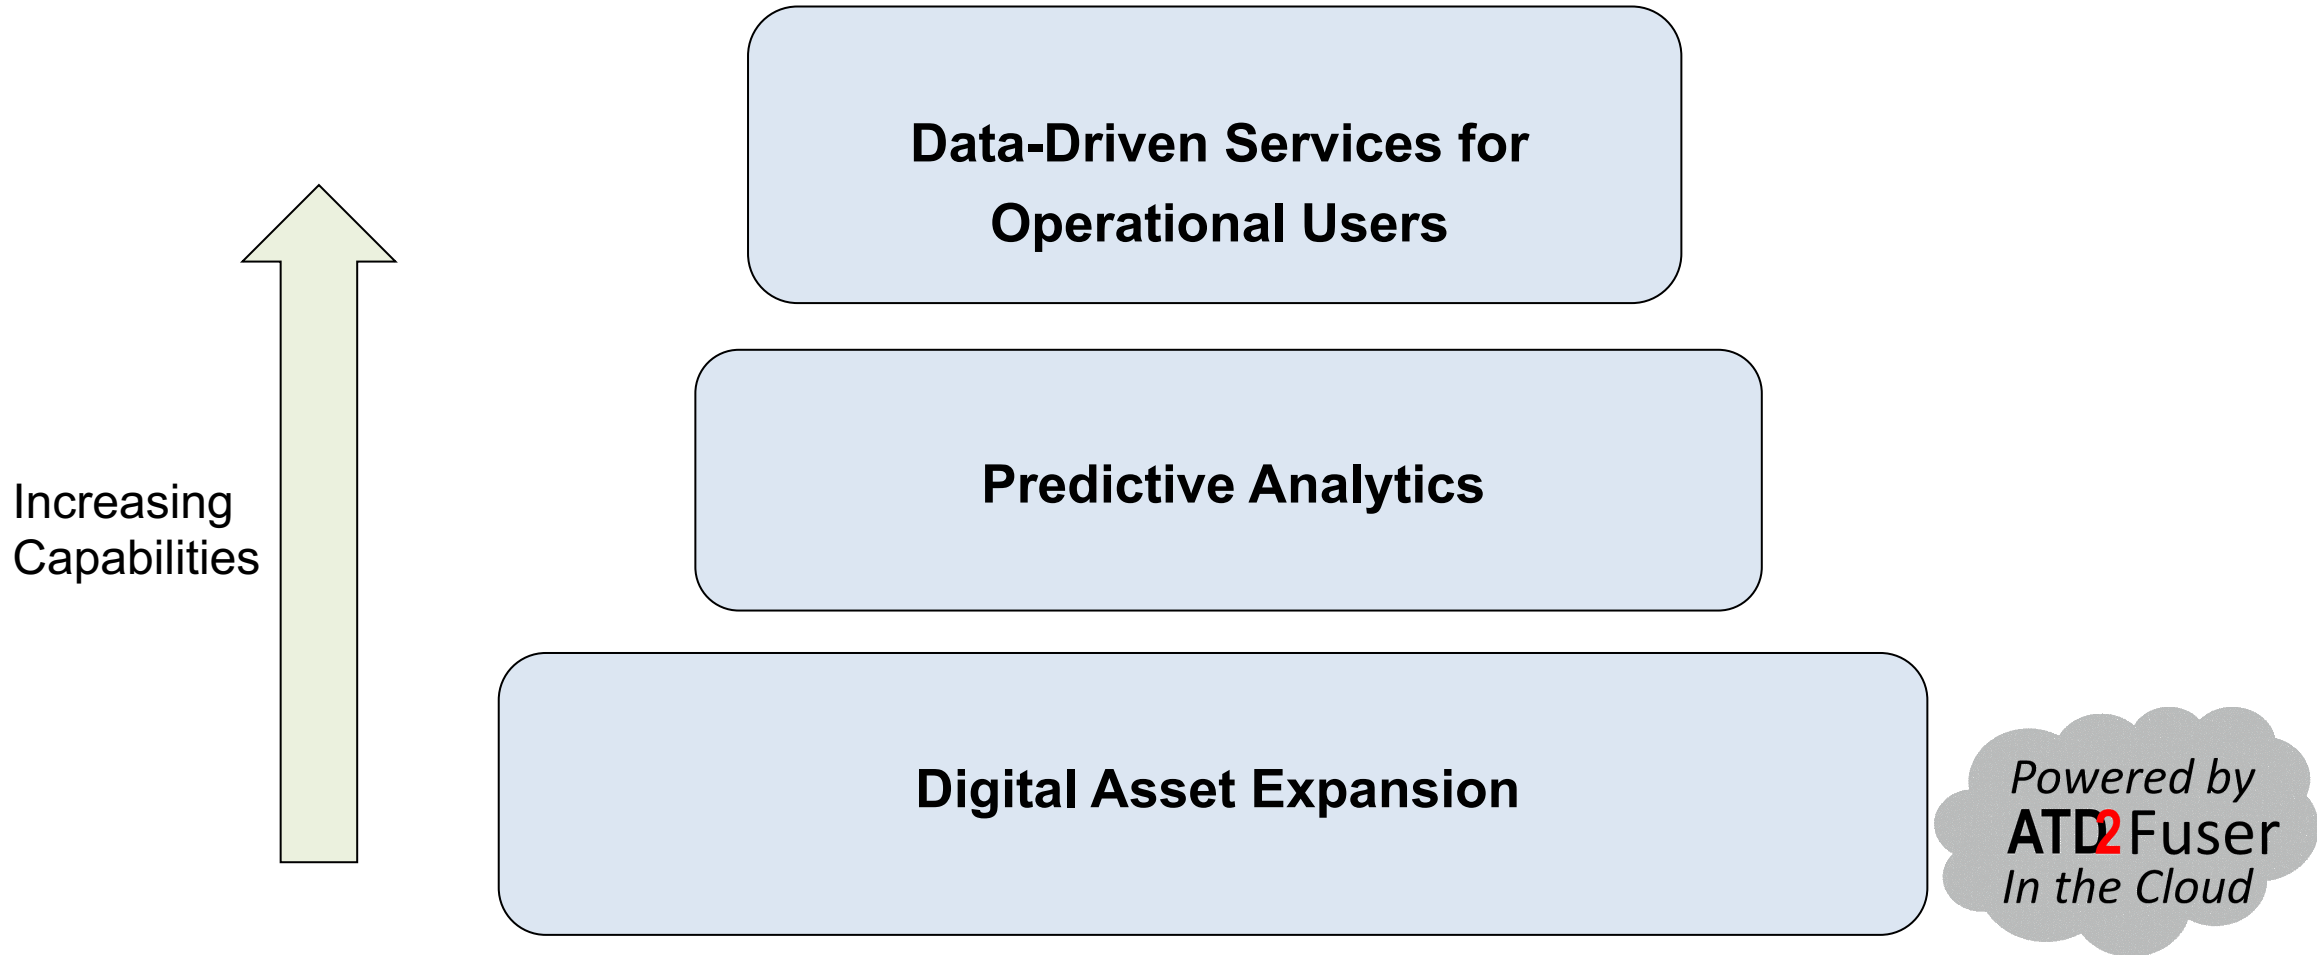 Data-Driven Services for
Operational Users
Increasing
Capabilities
Predictive Analytics
Digital Asset Expansion
Powered by
ATD2 Fuser
In the Cloud